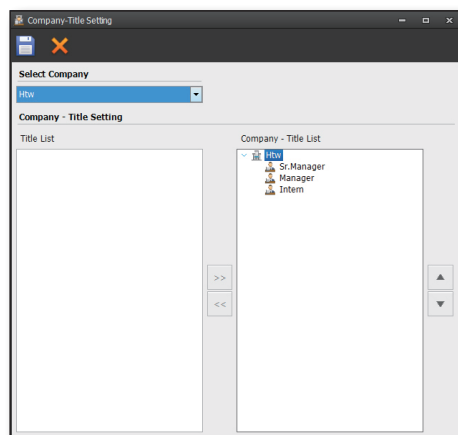 Company-Title Setting
Select Company
Htw
Company - Title Setting
Title List
Company - Title List
Htw
Sr.Manager
Manager
Intern
>>
<<